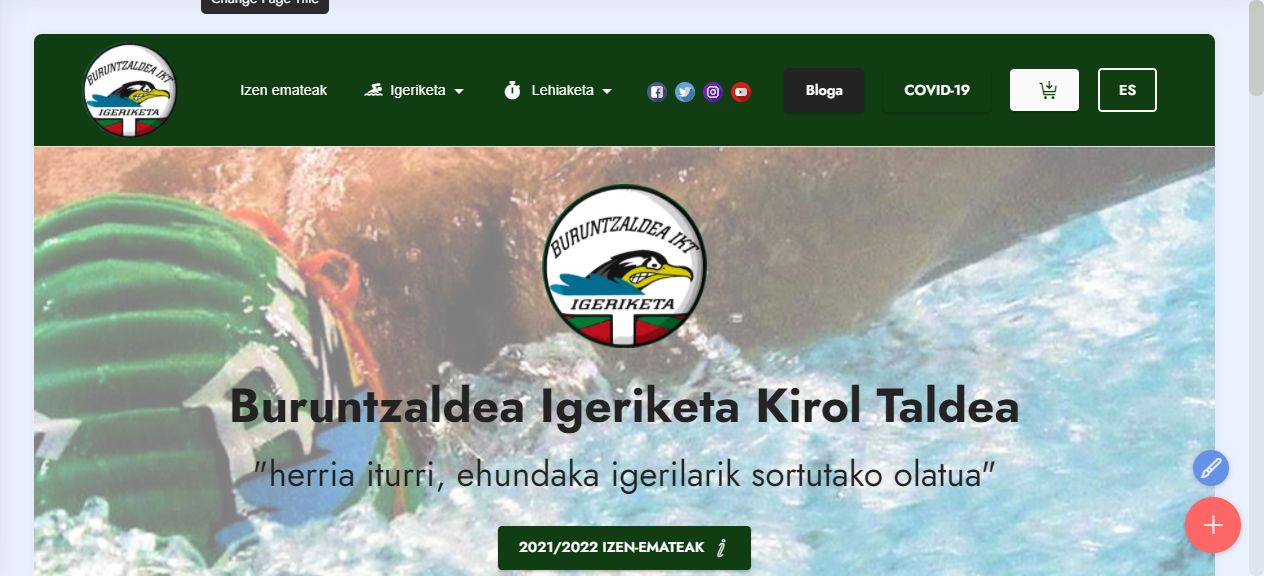 Change Page Title
BURUNTZALDEA IKT
IGERIKETA
Izen emateak
Igeriketa
Lehiaketa
Bloga
COVID-19
ES
BURUNTZALDEA IKT
IGERIKETA
Buruntzaldea Igeriketa Kirol Taldea
"herria iturri, ehundaka igerilarik sortutako olatua"
2021/2022 IZEN-EMATEAK